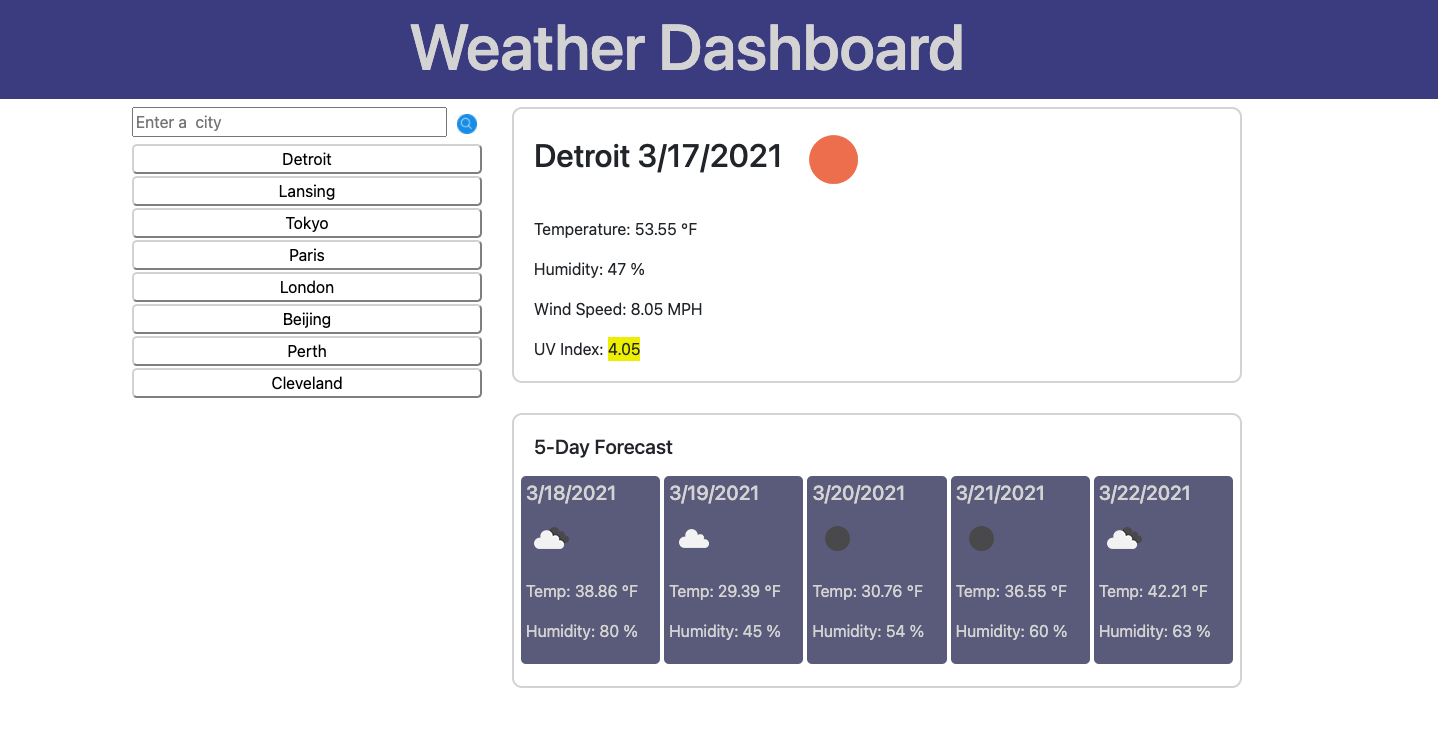 Weather Dashboard
Enter a  city
Detroit
Lansing
Tokyo
Paris
London
Beijing
Perth
Cleveland
Detroit 3/17/2021
Temperature: 53.55 °F
Humidity: 47 %
Wind Speed: 8.05 MPH
UV Index: 4.05
5-Day Forecast
3/18/2021
Temp: 38.86 °F
Humidity: 80 %
3/19/2021
Temp: 29.39 °F
Humidity: 45 %
3/20/2021
Temp: 30.76 °F
Humidity: 54 %
3/21/2021
Temp: 36.55 °F
Humidity: 60 %
3/22/2021
Temp: 42.21 °F
Humidity: 63 %